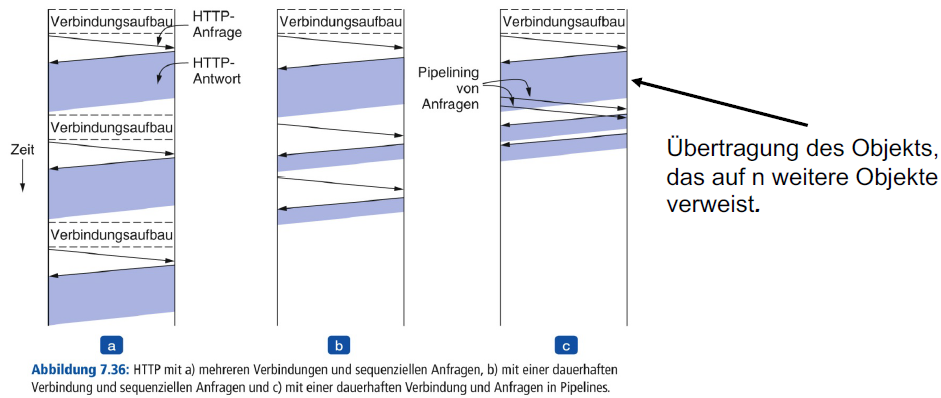 Verbindungsaufbau
HTTP-
Anfrage
HTTP-
Antwort
Verbindungsaufbau
Zeit
Verbindungsaufbau
a
Verbindungsaufbau
b
Verbindungsaufbau
Pipelining
von
Anfragen
c
Übertragung des Objekts,
das auf n weitere Objekte
verweist.
Abbildung 7.36: HTTP mit a) mehreren Verbindungen und sequenziellen Anfragen, b) mit einer dauerhaften
Verbindung und sequenziellen Anfragen und c) mit einer dauerhaften Verbindung und Anfragen in Pipelines.